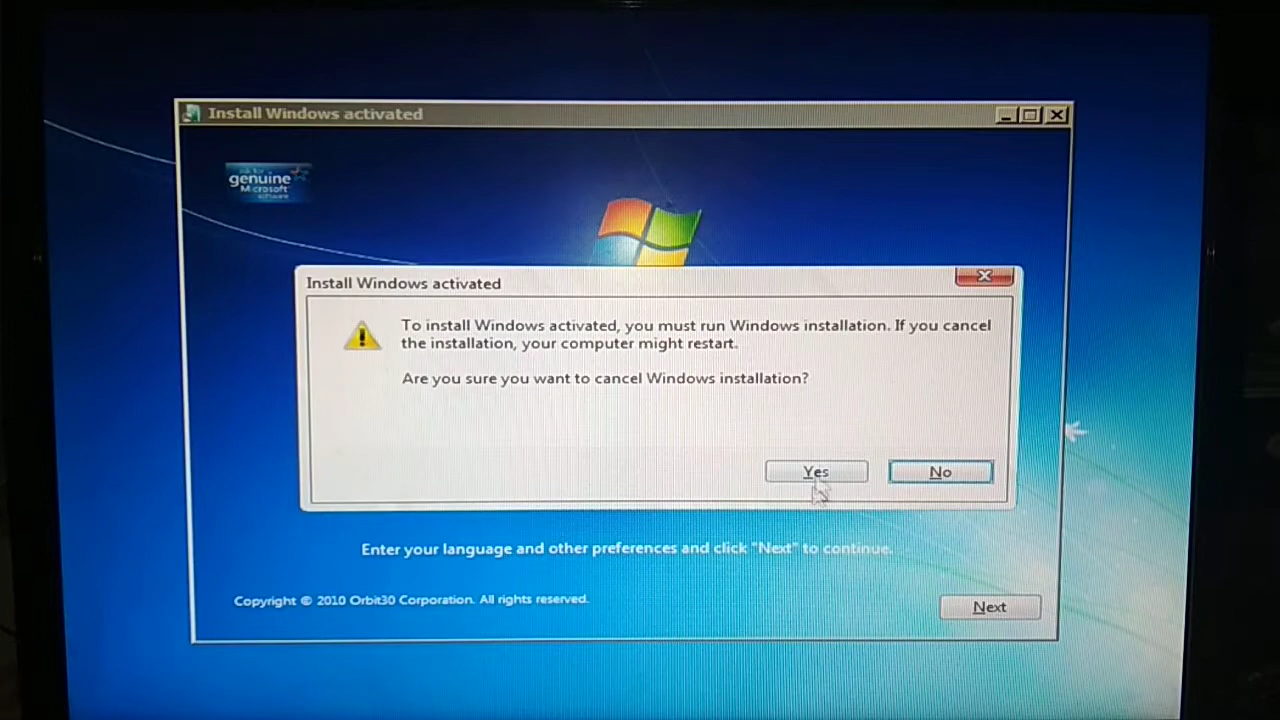 Install Windows activated
genuine
Microsoft
software
Install Windows activated
To install Windows activated, you must run Windows installation. If you cancel
the installation, your computer might restart.
Are you sure you want to cancel Windows installation?
Yes
No
Enter your language and other preferences and click "Next" to continue.
Copyright © 2010 Orbit30 Corporation. All rights reserved.
Next